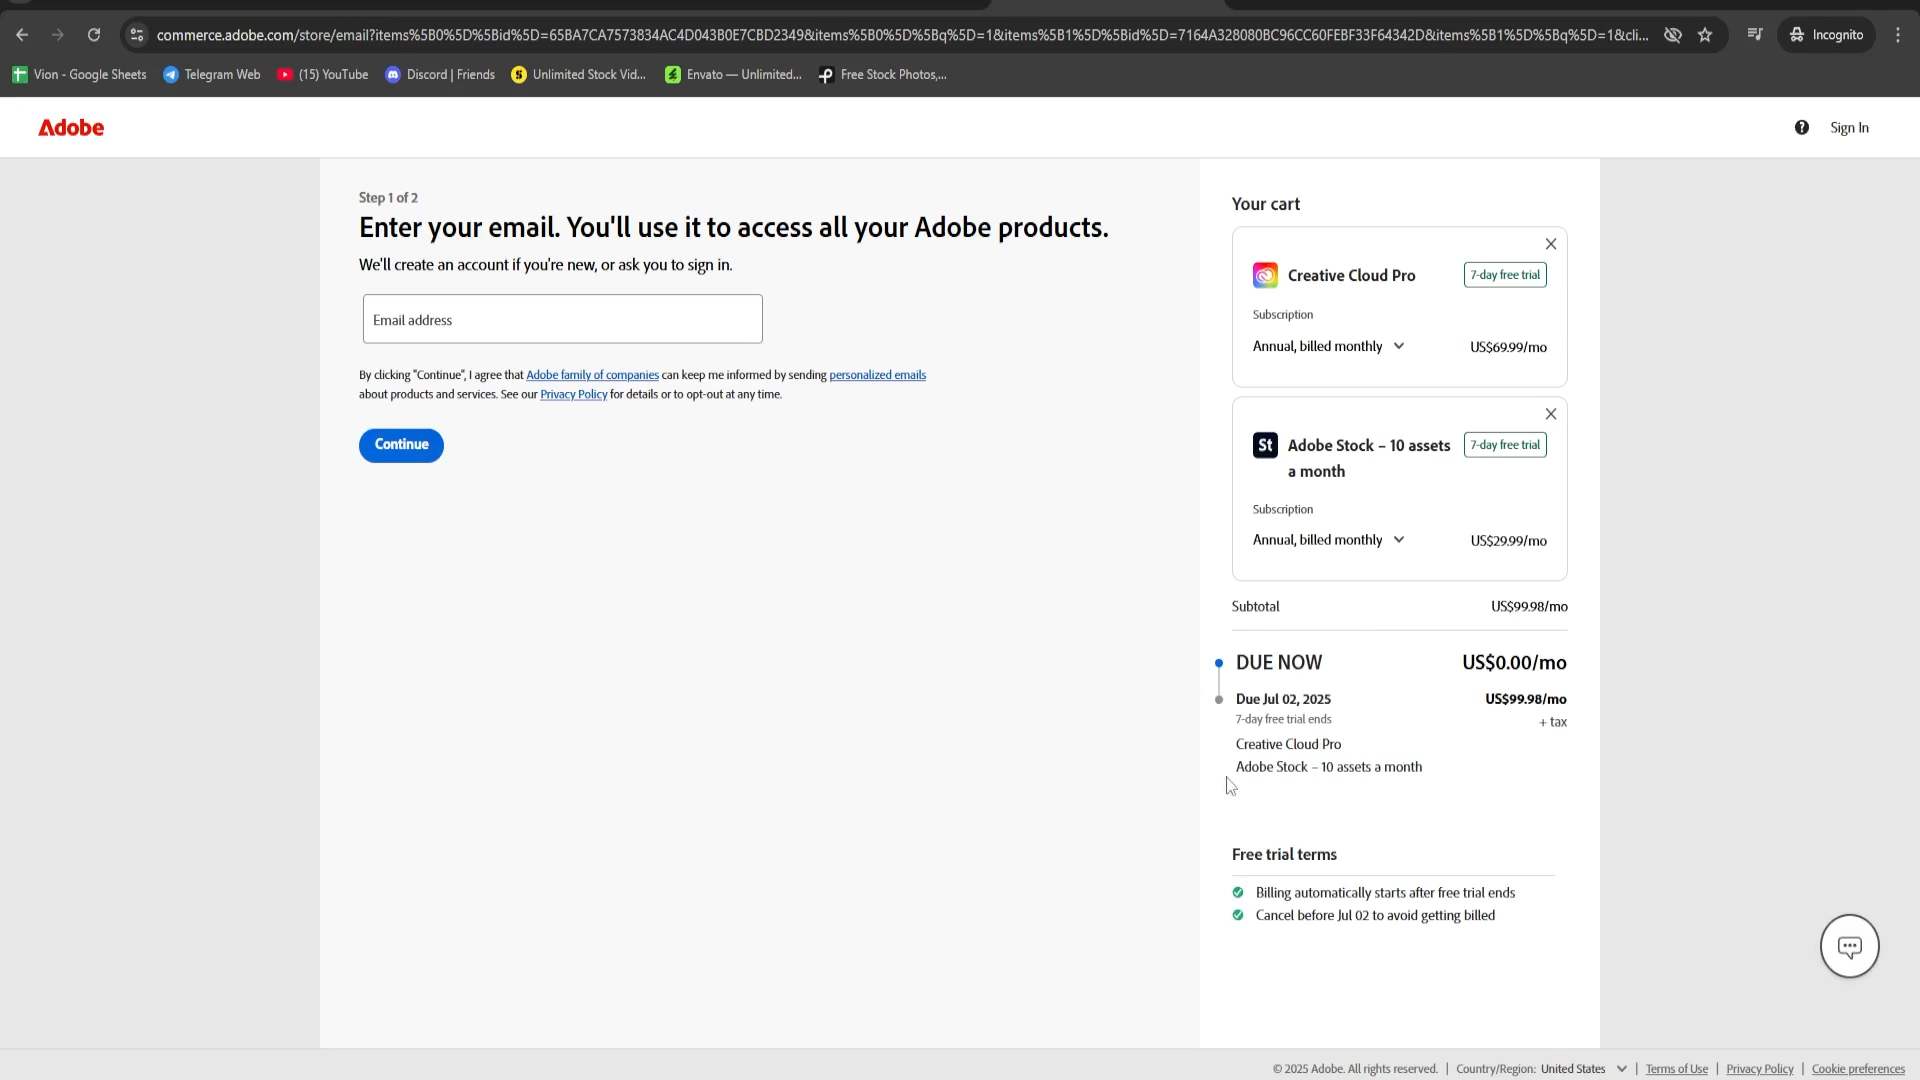 commerce.adobe.com/store/email?items%5B0%5D%5Bid%5D=65BA7CA7573834AC4D043B0E7CBD2349&items%5B0%5D%5Bq%5D=1&items%5B1%5D%5Bid%5D=7164A328080BC96CC60FEBF33F64342D&items%5B1%5D%5Bq%5D=1&cli...
Incognito
Vion - Google Sheets
Telegram Web
(15) YouTube
Discord | Friends
Unlimited Stock Vid...
Envato — Unlimited...
Free Stock Photos,...
Adobe
Sign In
Step 1 of 2
Enter your email. You'll use it to access all your Adobe products.
We'll create an account if you're new, or ask you to sign in.
Email address
By clicking "Continue", I agree that Adobe family of companies can keep me informed by sending personalized emails
about products and services. See our Privacy Policy for details or to opt-out at any time.
Continue
Your cart
Creative Cloud Pro
7-day free trial
Subscription
Annual, billed monthly
US$69.99/mo
St
Adobe Stock – 10 assets
a month
7-day free trial
Subscription
Annual, billed monthly
US$29.99/mo
Subtotal
US$99.98/mo
DUE NOW
US$0.00/mo
Due Jul 02, 2025
US$99.98/mo
7-day free trial ends
+ tax
Creative Cloud Pro
Adobe Stock – 10 assets a month
Free trial terms
Billing automatically starts after free trial ends
Cancel before Jul 02 to avoid getting billed
© 2025 Adobe. All rights reserved. | Country/Region: United States | Terms of Use | Privacy Policy | Cookie preferences